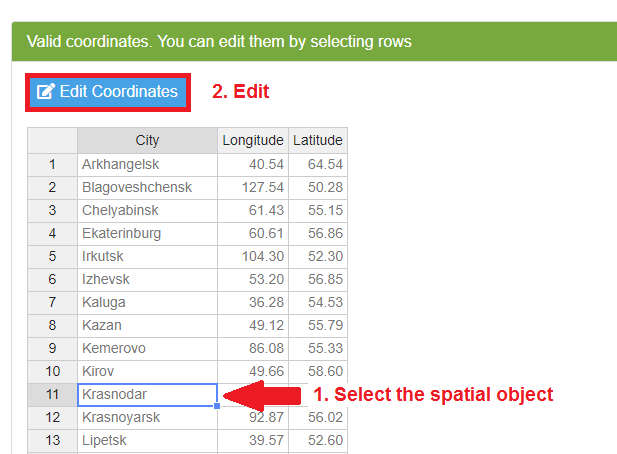 Valid coordinates. You can edit them by selecting rows
Edit Coordinates 2. Edit
City Longitude Latitude
1 Arkhangelsk 40.54 64.54
2 Blagoveshchensk 127.54 50.28
3 Chelyabinsk 61.43 55.15
4 Ekaterinburg 60.61 56.86
5 Irkutsk 104.30 52.30
6 Izhevsk 53.20 56.85
7 Kaluga 36.28 54.53
8 Kazan 49.12 55.79
9 Kemerovo 86.08 55.33
10 Kirov 49.66 58.60
11 Krasnodar 1. Select the spatial object
12 Krasnoyarsk 92.87 56.02
13 Lipetsk 39.57 52.60